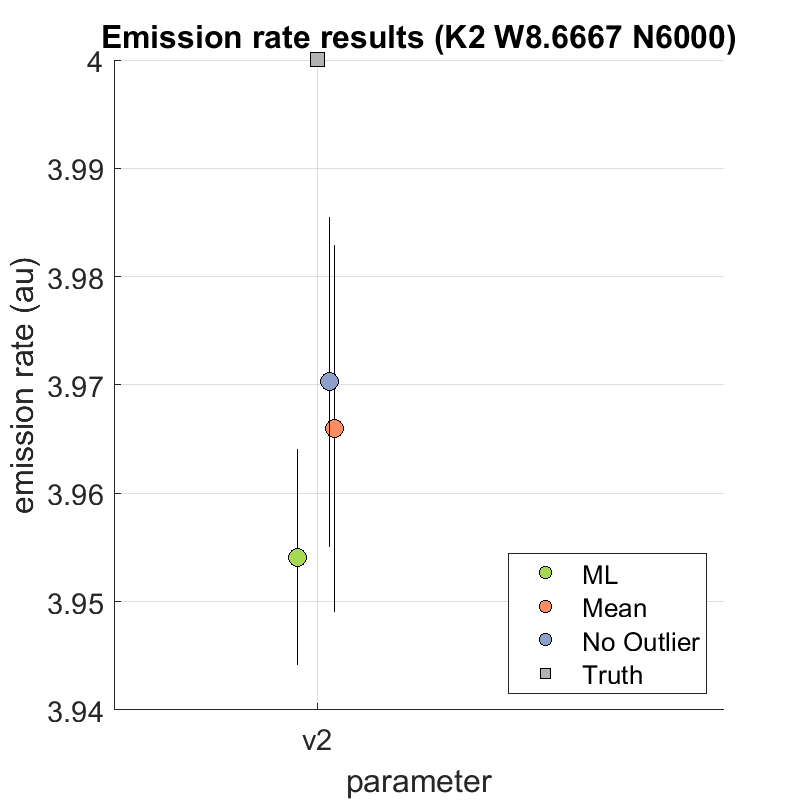 Emission rate results (K2 W8.6667 N6000)
4
3.99
3.98
3.97
3.96
3.95
3.94
emission rate (au)
v2
parameter
ML
Mean
No Outlier
Truth